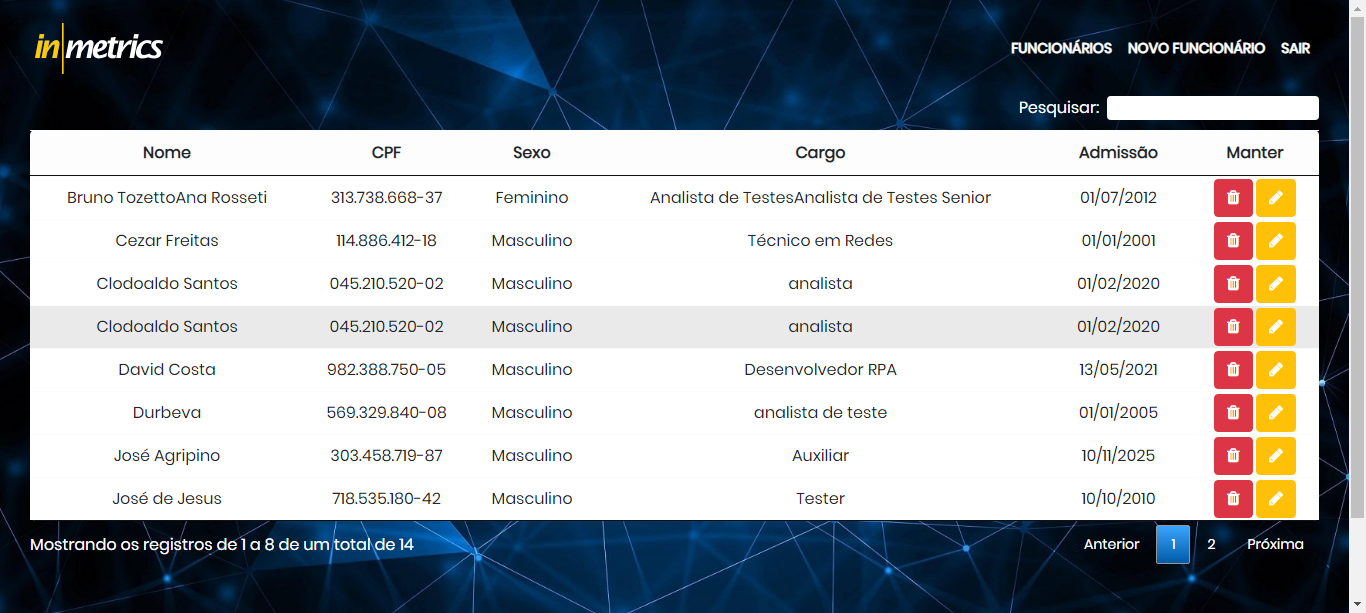 in|metrics
FUNCIONÁRIOS NOVO FUNCIONÁRIO SAIR
Pesquisar:
Nome CPF Sexo Cargo Admissão Manter
Bruno TozettoAna Rosseti 313.738.668-37 Feminino Analista de TestesAnalista de Testes Senior 01/07/2012
Cezar Freitas 114.886.412-18 Masculino Técnico em Redes 01/01/2001
Clodoaldo Santos 045.210.520-02 Masculino analista 01/02/2020
Clodoaldo Santos 045.210.520-02 Masculino analista 01/02/2020
David Costa 982.388.750-05 Masculino Desenvolvedor RPA 13/05/2021
Durbeva 569.329.840-08 Masculino analista de teste 01/01/2005
José Agripino 303.458.719-87 Masculino Auxiliar 10/11/2025
José de Jesus 718.535.180-42 Masculino Tester 10/10/2010
Mostrando os registros de 1 a 8 de um total de 14 Anterior 1 2 Próxima